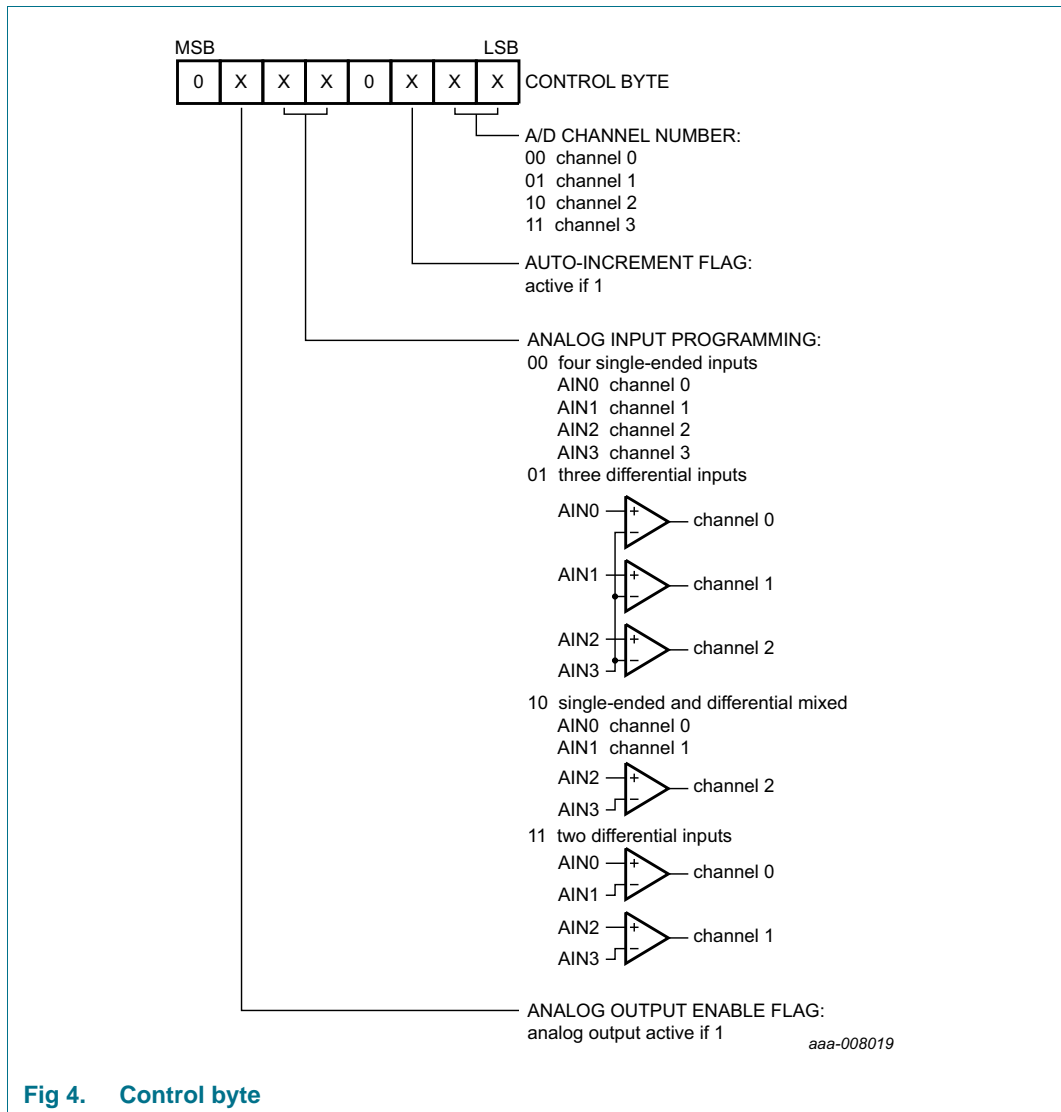 MSB LSB
0 X X X 0 X X X CONTROL BYTE
A/D CHANNEL NUMBER:
00 channel 0
01 channel 1
10 channel 2
11 channel 3
AUTO-INCREMENT FLAG:
active if 1
ANALOG INPUT PROGRAMMING:
00 four single-ended inputs
AIN0 channel 0
AIN1 channel 1
AIN2 channel 2
AIN3 channel 3
01 three differential inputs
AIN0 + − channel 0
AIN1 + − channel 1
AIN2 + − channel 2
AIN3
10 single-ended and differential mixed
AIN0 channel 0
AIN1 channel 1
AIN2 + − channel 2
AIN3
11 two differential inputs
AIN0 + − channel 0
AIN1
AIN2 + − channel 1
AIN3
ANALOG OUTPUT ENABLE FLAG:
analog output active if 1
aaa-008019
Fig 4. Control byte